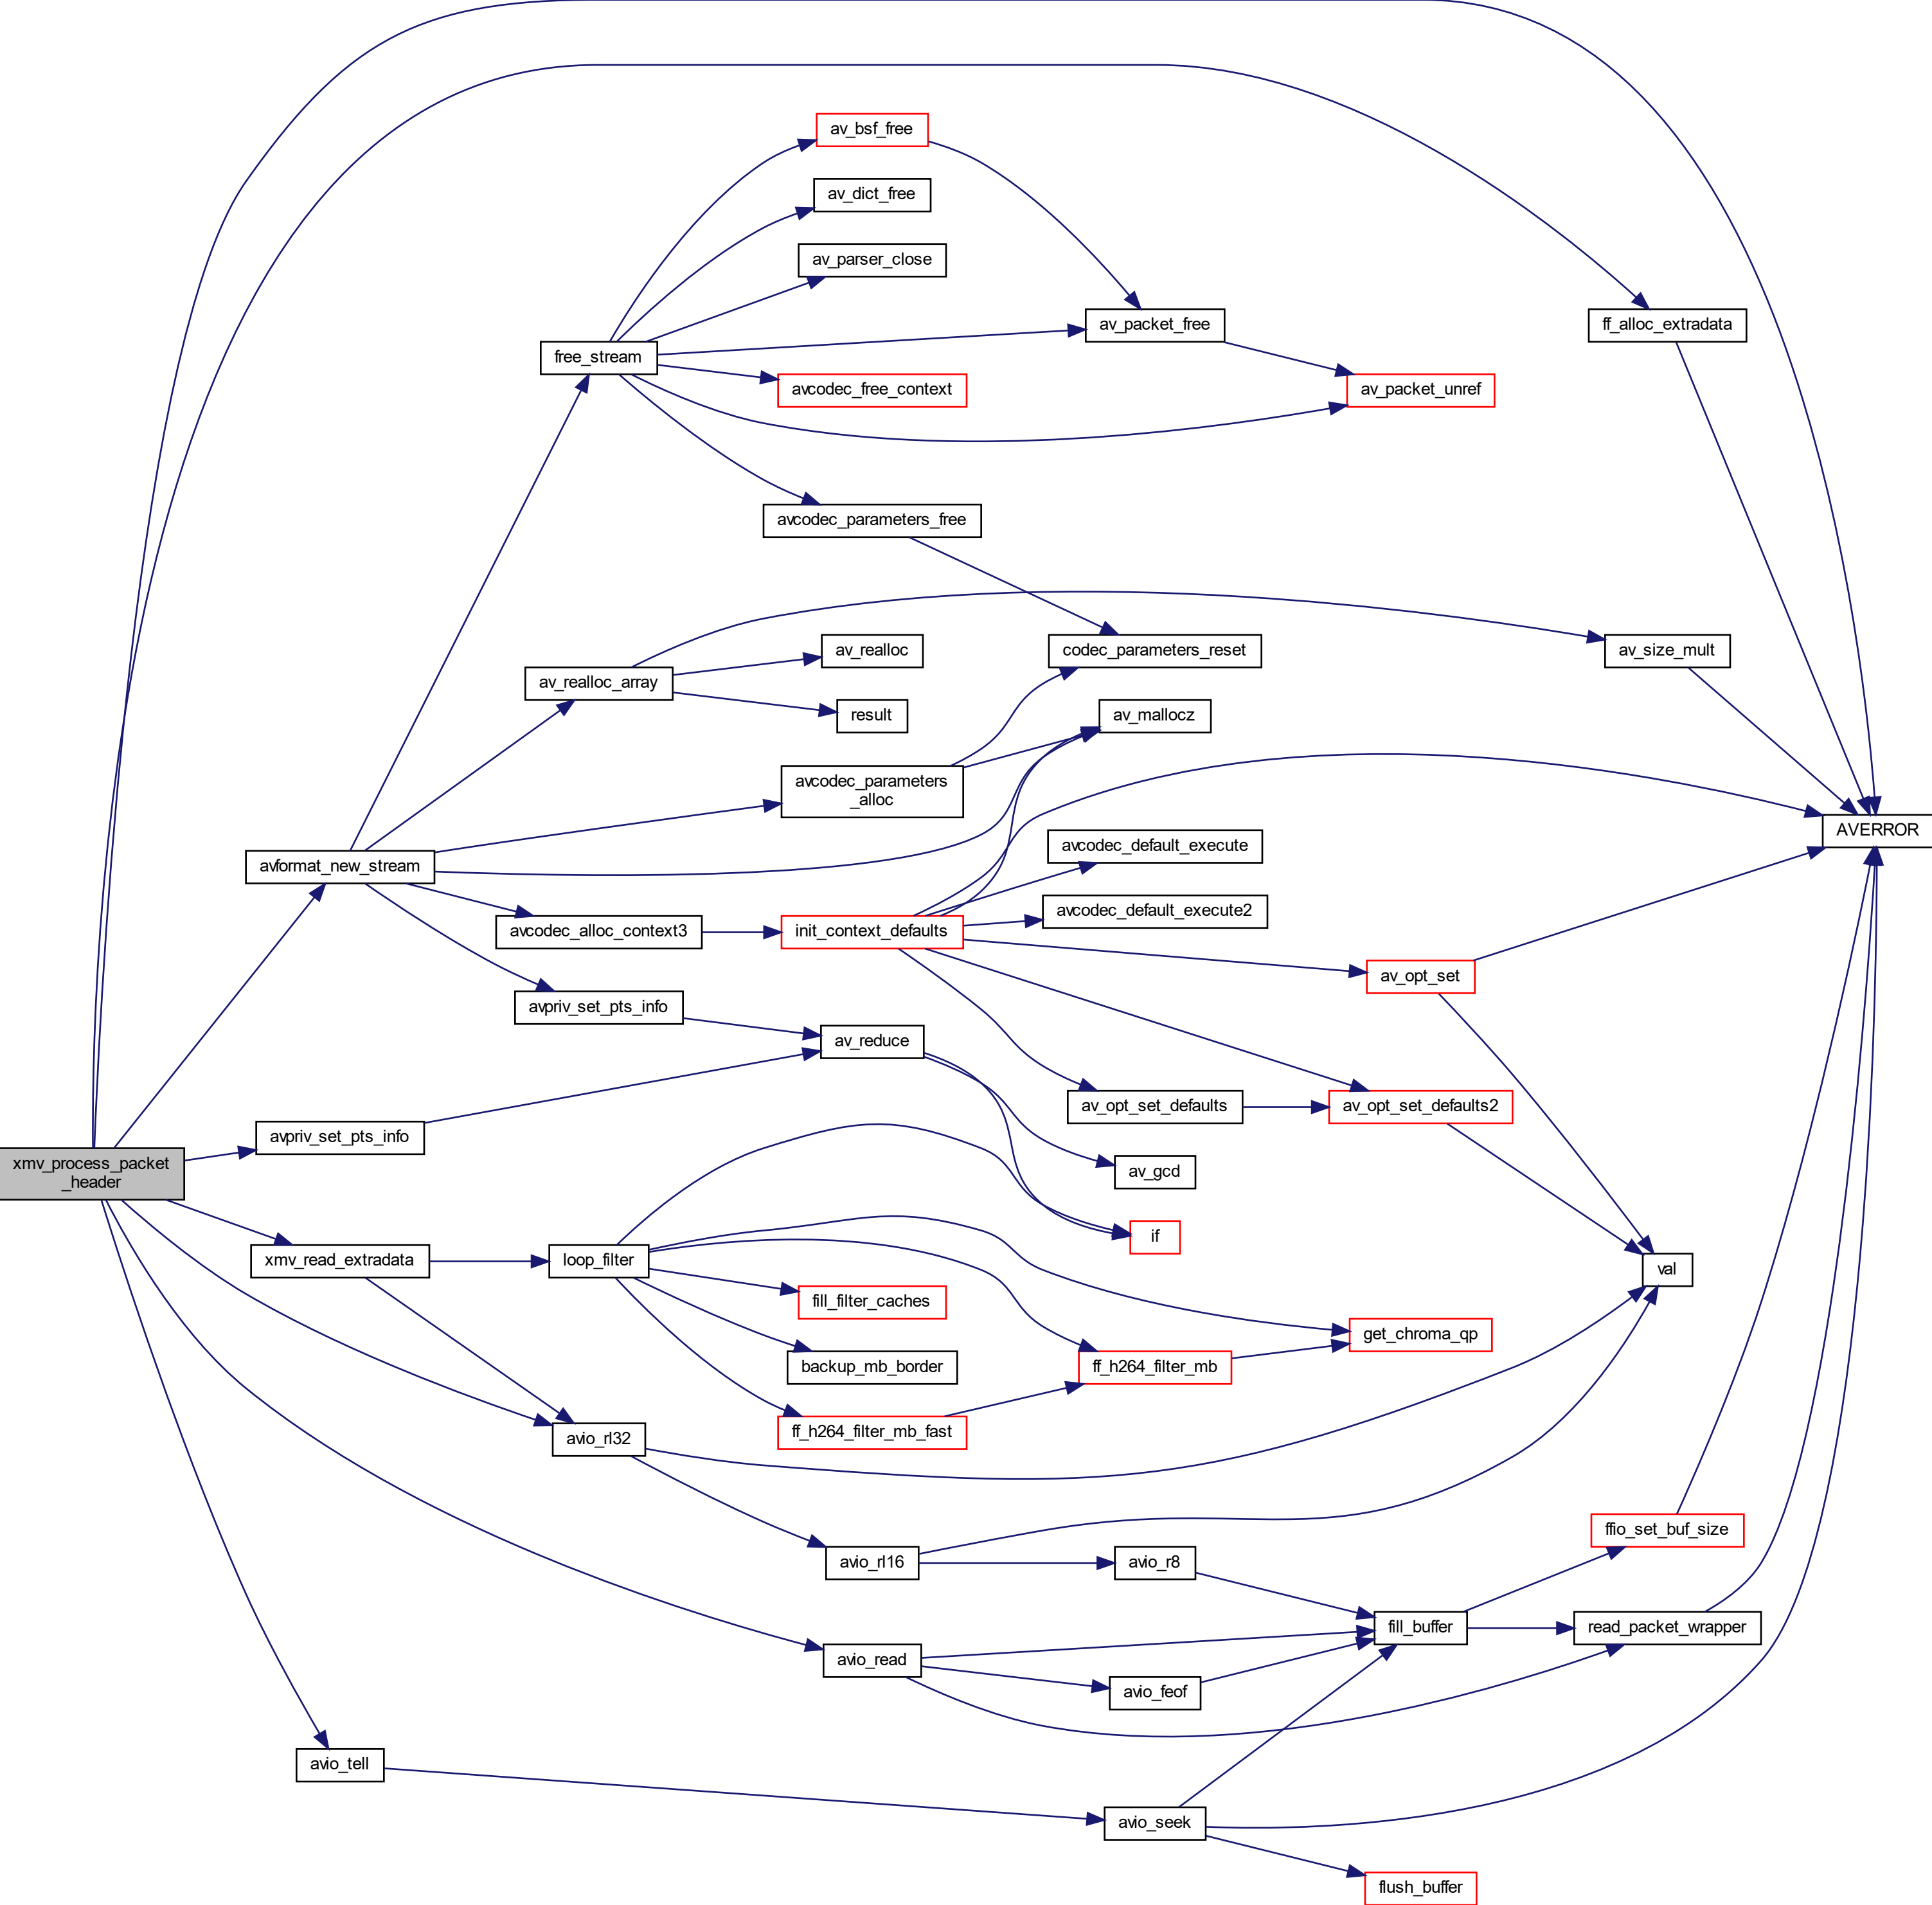 av_bsf_free
av_dict_free
av_parser_close
av_packet_free
ff_alloc_extradata
free_stream
avcodec_free_context
av_packet_unref
avcodec_parameters_free
av_realloc
codec_parameters_reset
av_size_mult
av_realloc_array
result
av_mallocz
avcodec_parameters
_alloc
AVERROR
avcodec_default_execute
avformat_new_stream
avcodec_default_execute2
avcodec_alloc_context3
init_context_defaults
av_opt_set
avpriv_set_pts_info
av_reduce
av_opt_set_defaults
av_opt_set_defaults2
avpriv_set_pts_info
xmv_process_packet
_header
av_gcd
if
xmv_read_extradata
loop_filter
val
fill_filter_caches
get_chroma_qp
backup_mb_border
ff_h264_filter_mb
ff_h264_filter_mb_fast
avio_rl32
ffio_set_buf_size
avio_rl16
avio_r8
fill_buffer
read_packet_wrapper
avio_read
avio_feof
avio_tell
avio_seek
flush_buffer